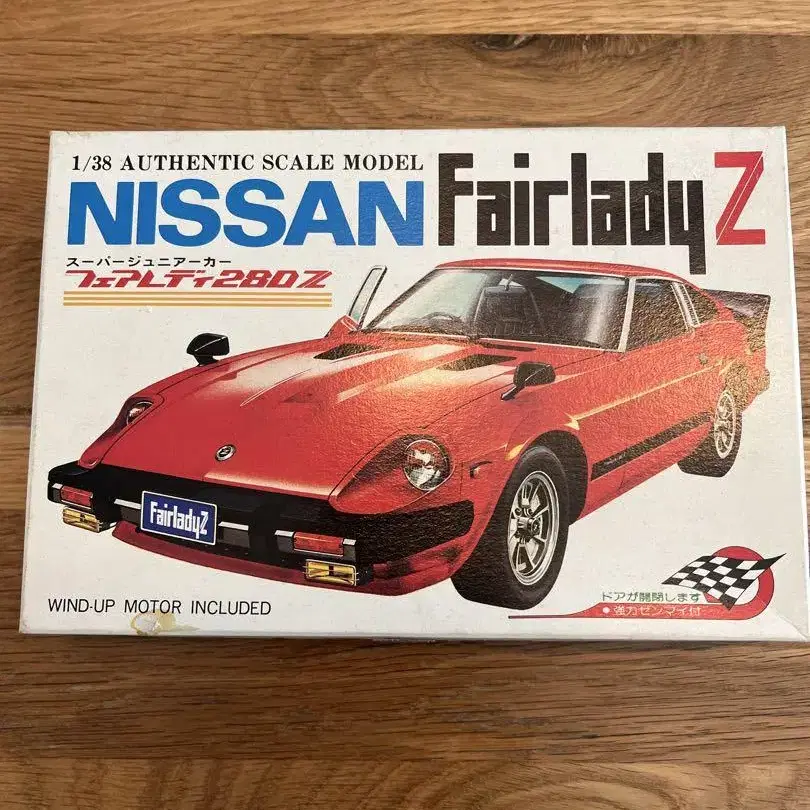 1/38 AUTHENTIC SCALE MODEL
NISSAN Fairlady Z
スーパージュニアーカー
フェアレディ280Z
FairladyZ
WIND-UP MOTOR INCLUDED
ドアが開閉します
●強力ゼンマイ付